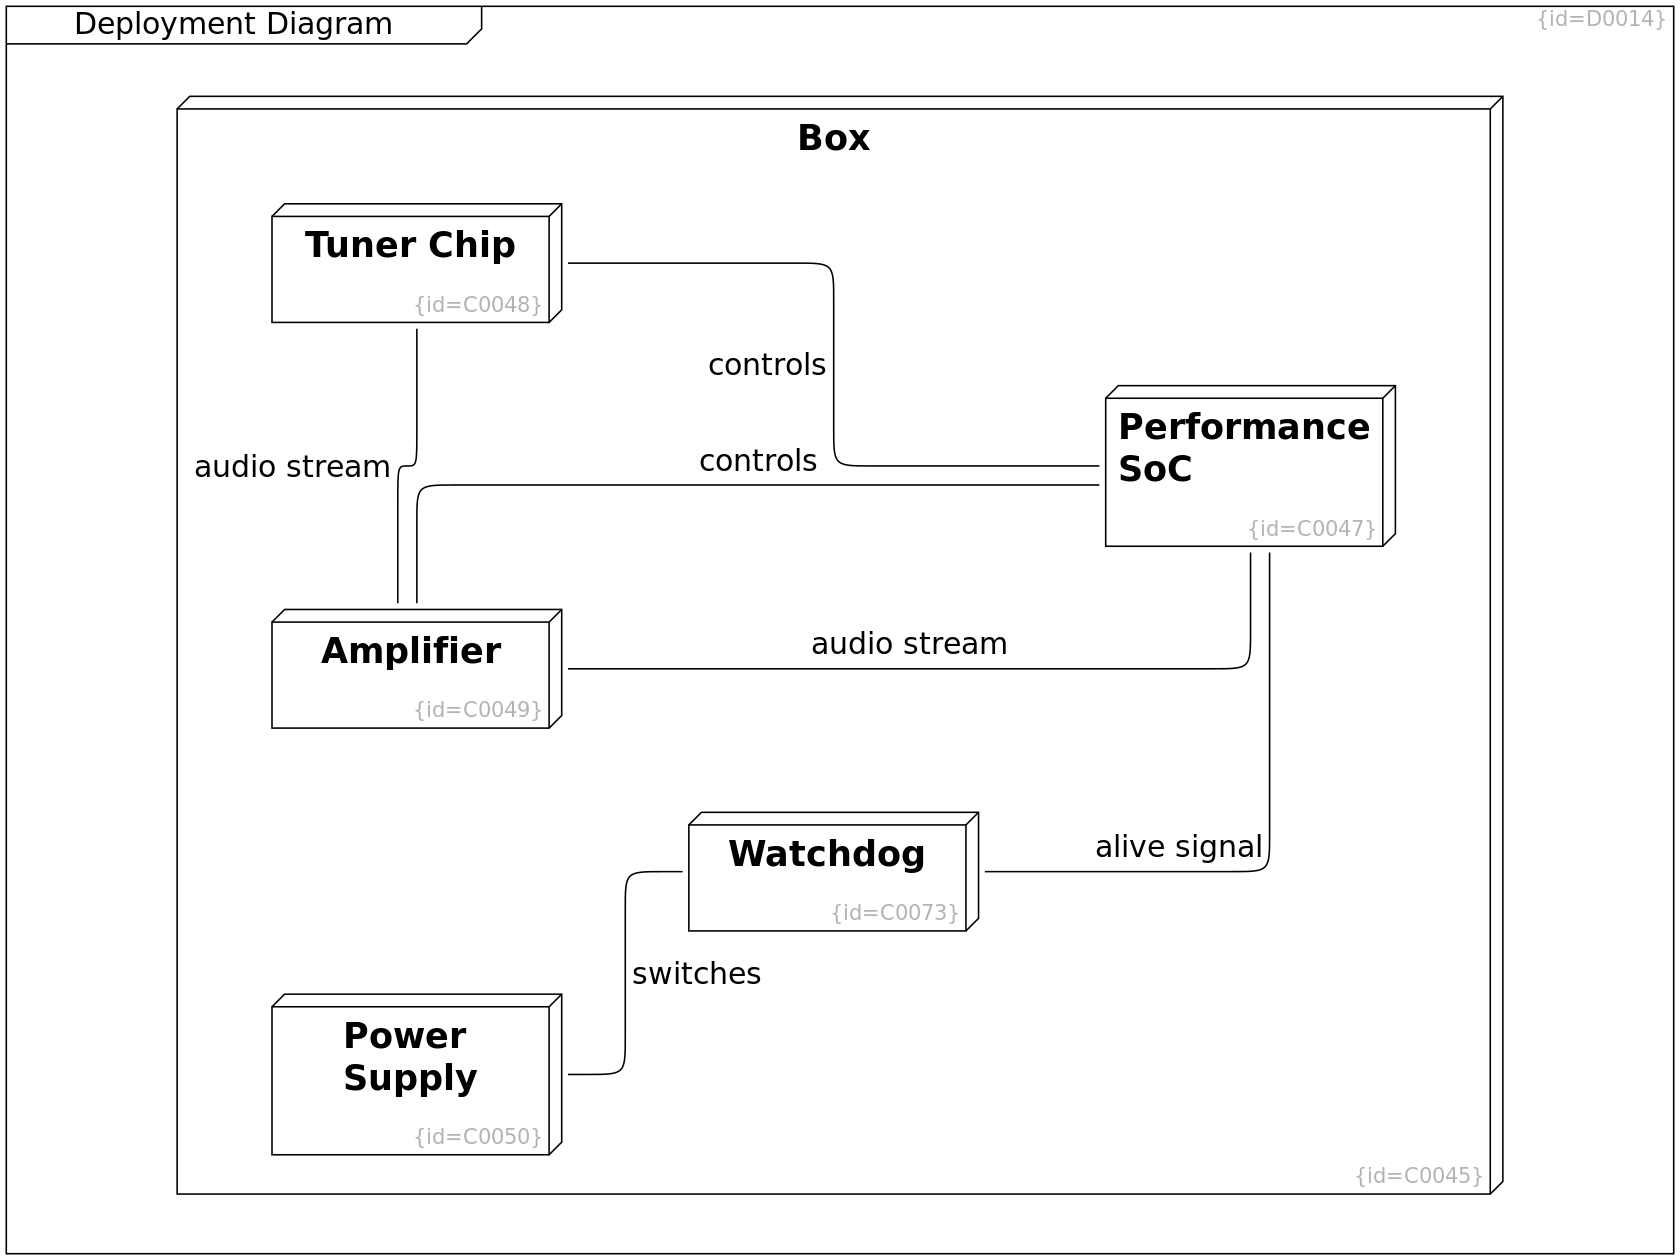 Deployment Diagram
{id=D0014}
Box
Tuner Chip
{id=C0048}
controls
Performance
SoC
{id=C0047}
controls
audio stream
Amplifier
{id=C0049}
audio stream
Watchdog
{id=C0073}
alive signal
switches
Power
Supply
{id=C0050}
{id=C0045}